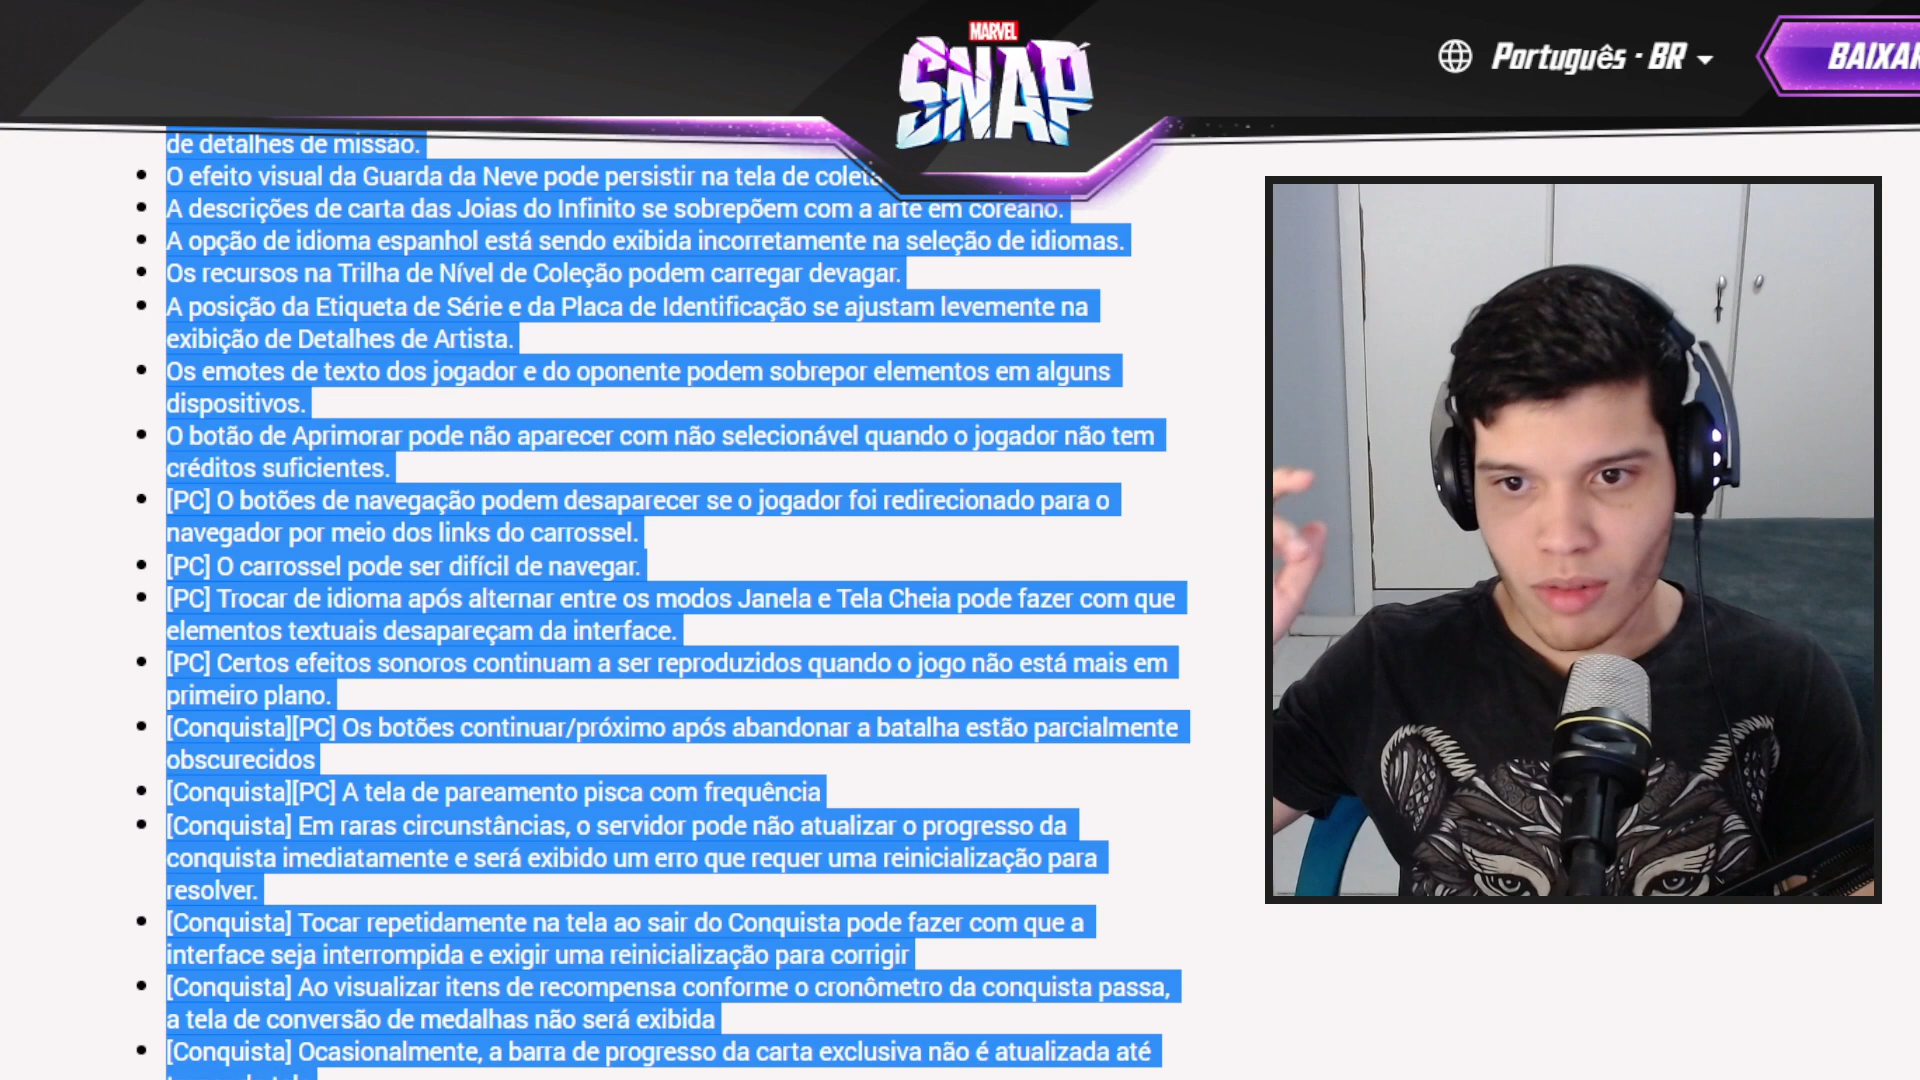 MARVEL
SNAP
Português - BR
BAIXAR
de detalhes de missão.
O efeito visual da Guarda da Neve pode persistir na tela de
A descrições de carta das Joias do Infinito se sobrepõem com a arte em coreano.
A opção de idioma espanhol está sendo exibida incorretamente na seleção de idiomas.
Os recursos na Trilha de Nível de Coleção podem carregar devagar.
A posição da Etiqueta de Série e da Placa de Identificação se ajustam levemente na
exibição de Detalhes de Artista.
Os emotes de texto dos jogador e do oponente podem sobrepor elementos em alguns
dispositivos.
O botão de Aprimorar pode não aparecer com não selecionável quando o jogador não tem
créditos suficientes.
[PC] O botões de navegação podem desaparecer se o jogador foi redirecionado para o
navegador por meio dos links do carrossel.
[PC] O carrossel pode ser difícil de navegar.
[PC] Trocar de idioma após alternar entre os modos Janela e Tela Cheia pode fazer com que
elementos textuais desapareçam da interface.
[PC] Certos efeitos sonoros continuam a ser reproduzidos quando o jogo não está mais em
primeiro plano.
[Conquista][PC] Os botões continuar/próximo após abandonar a batalha estão parcialmente
obscurecidos
[Conquista][PC] A tela de pareamento pisca com frequência
[Conquista] Em raras circunstâncias, o servidor pode não atualizar o progresso da
conquista imediatamente e será exibido um erro que requer uma reinicialização para
resolver.
[Conquista] Tocar repetidamente na tela ao sair do Conquista pode fazer com que a
interface seja interrompida e exigir uma reinicialização para corrigir
[Conquista] Ao visualizar itens de recompensa conforme o cronômetro da conquista passa,
a tela de conversão de medalhas não será exibida
[Conquista] Ocasionalmente, a barra de progresso da carta exclusiva não é atualizada até